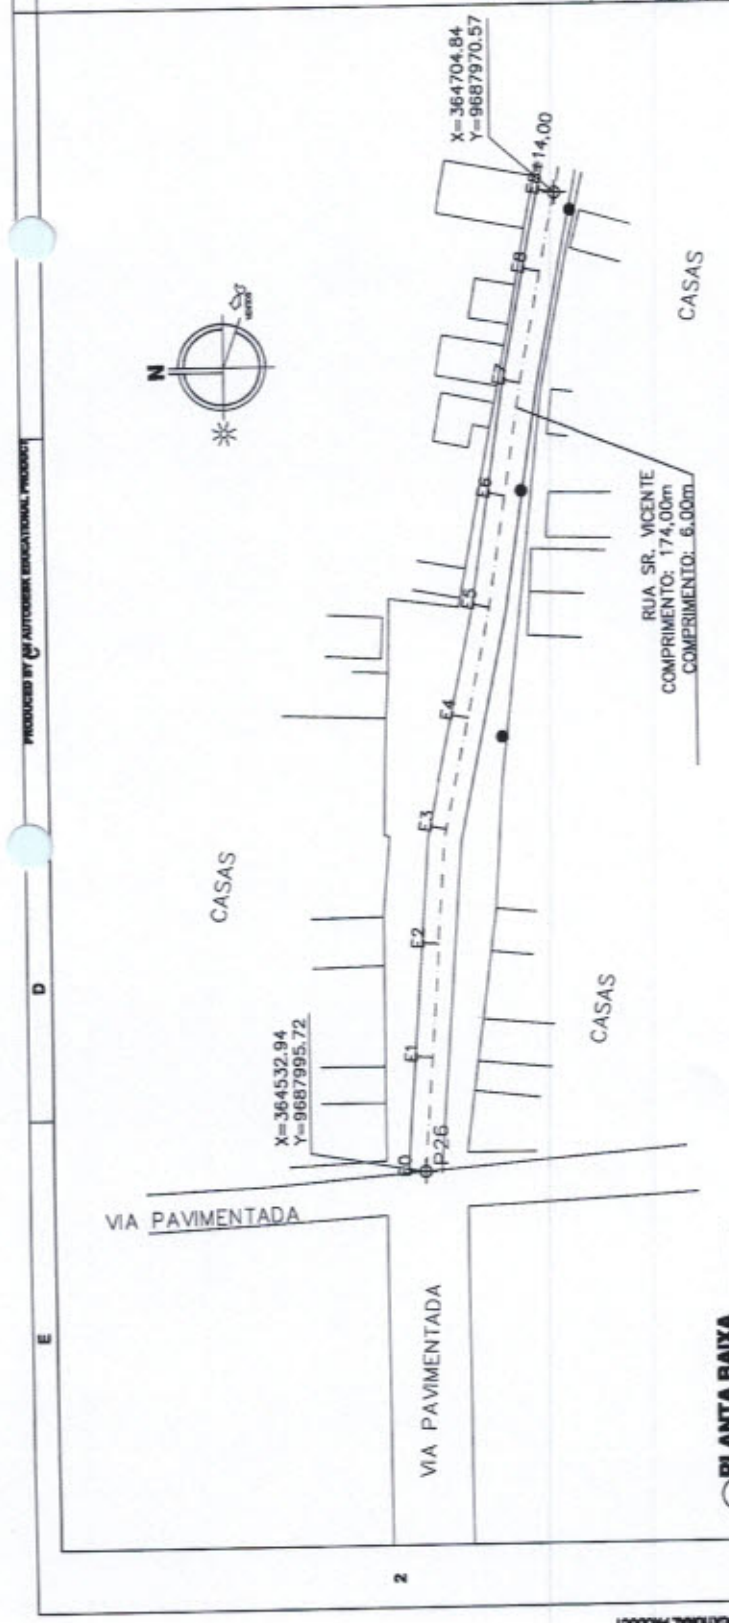 PRODUCED BY AN AUTODESK EDUCATIONAL PRODUCT
E
D
C
2
N
X=364704.84
Y=9687970.57
E8+14,00
E8
E7
E6
E5
E4
E3
E2
E1
E0
P26
X=364532.94
Y=9687995.72
CASAS
CASAS
CASAS
VIA PAVIMENTADA
VIA PAVIMENTADA
RUA SR. VICENTE
COMPRIMENTO: 174,00m
COMPRIMENTO: 6.00m
PLANTA BAIXA